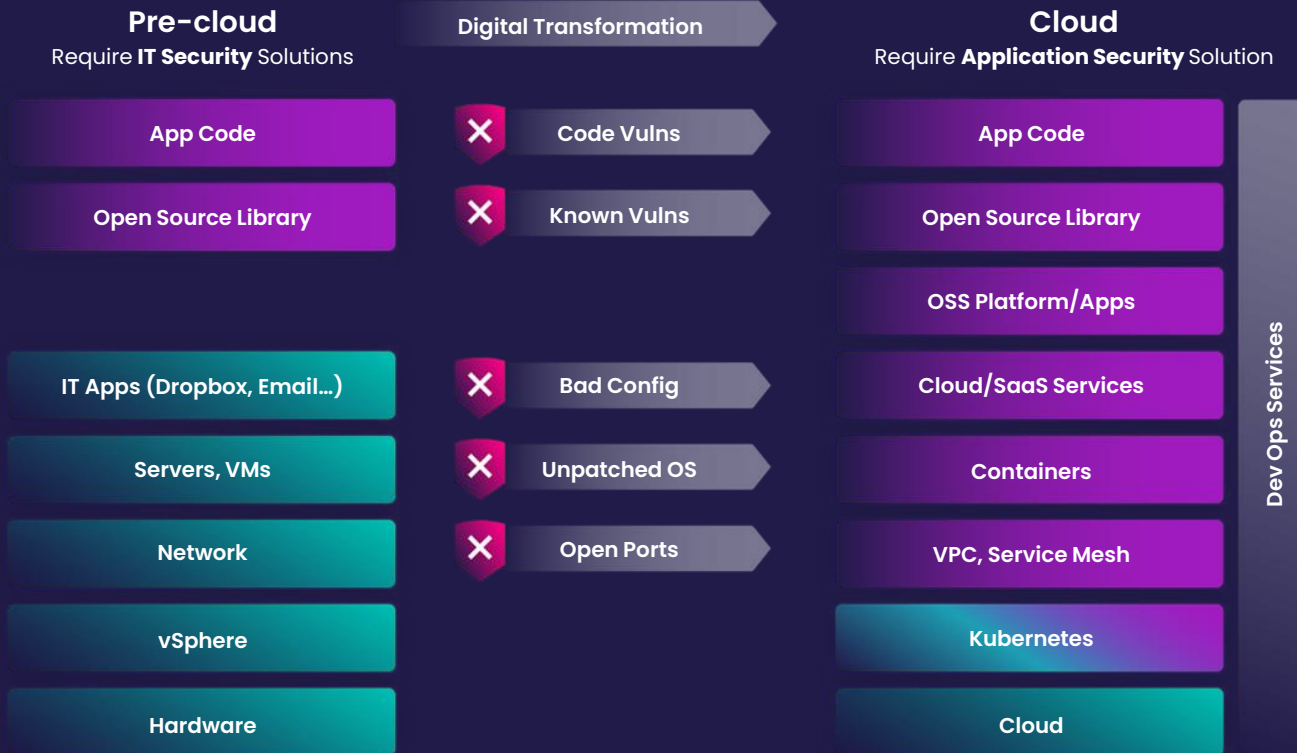 Pre-cloud
Require IT Security Solutions
Digital Transformation
Cloud
Require Application Security Solution
App Code
Code Vulns
App Code
Open Source Library
Known Vulns
Open Source Library
OSS Platform/Apps
IT Apps (Dropbox, Email...)
Bad Config
Cloud/SaaS Services
Servers, VMs
Unpatched OS
Containers
Network
Open Ports
VPC, Service Mesh
vSphere
Kubernetes
Hardware
Cloud
Dev Ops Services